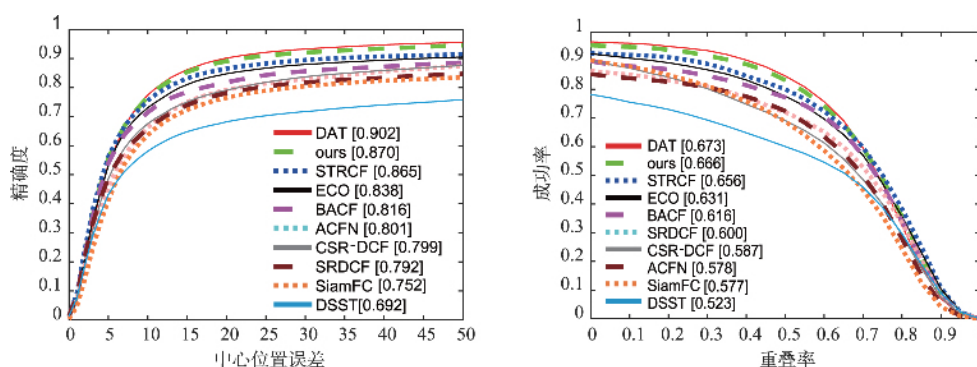 1
0.9
0.8
0.7
0.6
0.5
0.4
0.3
0.2
0.1
0
精确度
DAT [0.902]
ours [0.870]
STRCF [0.865]
ECO [0.838]
BACF [0.816]
ACFN [0.801]
CSR-DCF [0.799]
SRDCF [0.792]
SiamFC [0.752]
DSST[0.692]
0 5 10 15 20 25 30 35 40 45 50
中心位置误差
1
0.9
0.8
0.7
0.6
0.5
0.4
0.3
0.2
0.1
0
成功率
DAT [0.673]
ours [0.666]
STRCF [0.656]
ECO [0.631]
BACF [0.616]
SRDCF [0.600]
CSR-DCF [0.587]
ACFN [0.578]
SiamFC [0.577]
DSST [0.523]
0 0.1 0.2 0.3 0.4 0.5 0.6 0.7 0.8 0.9
重叠率